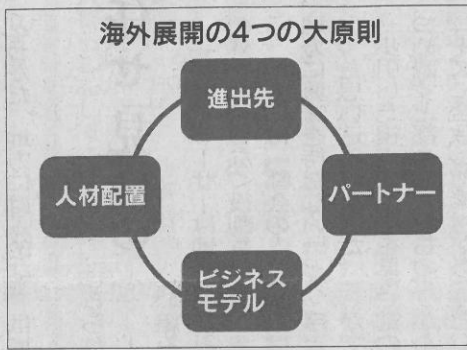 海外展開の4つの大原則
進出先
パートナー
ビジネス
モデル
人材配置